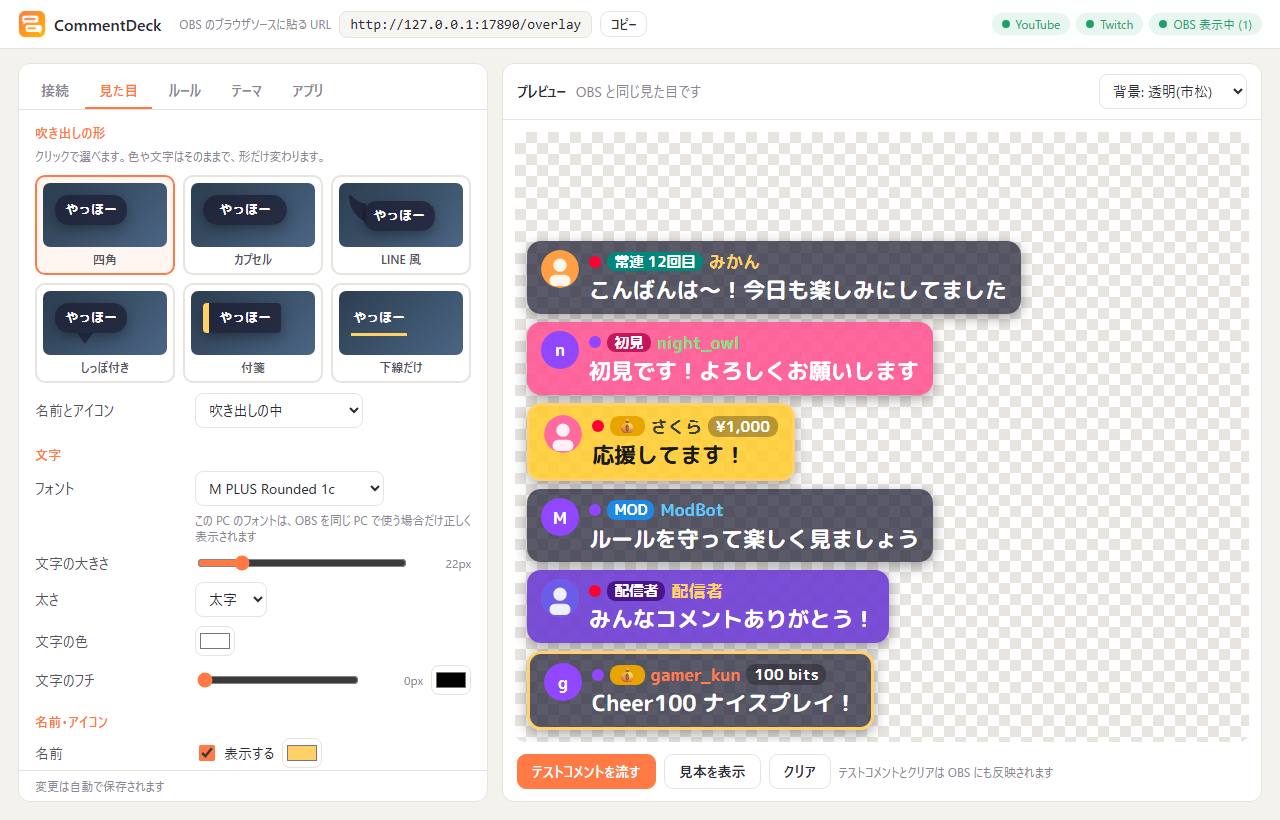 CommentDeck OBS のブラウザソースに貼る URL http://127.0.0.1:17890/overlay コピー YouTube Twitch OBS 表示中 (1)
接続 見た目 ルール テーマ アプリ
吹き出しの形
クリックで選べます。色や文字はそのままで、形だけ変わります。
やっほー やっほー やっほー
四角 カプセル LINE 風
やっほー やっほー やっほー
しっぽ付き 付箋 下線だけ
名前とアイコン 吹き出しの中
文字
フォント M PLUS Rounded 1c
この PC のフォントは、OBS を同じ PC で使う場合だけ正しく
表示されます
文字の大きさ 22px
太さ 太字
文字の色
文字のフチ 0px
名前・アイコン
名前 表示する
変更は自動で保存されます
プレビュー OBS と同じ見た目です 背景: 透明(市松)
常連 12回目 みかん
こんばんは〜！今日も楽しみにしてました
n 初見 night_owl
初見です！よろしくお願いします
さくら ¥1,000
応援してます！
M MOD ModBot
ルールを守って楽しく見ましょう
配信者 配信者
みんなコメントありがとう！
g gamer_kun 100 bits
Cheer100 ナイスプレイ！
テストコメントを流す 見本を表示 クリア テストコメントとクリアは OBS にも反映されます